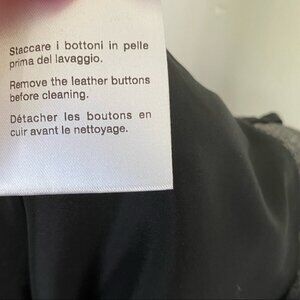 Staccare i bottoni in pelle
prima del lavaggio.
Remove the leather buttons
before cleaning.
Détacher les boutons en
cuir avant le nettoyage.